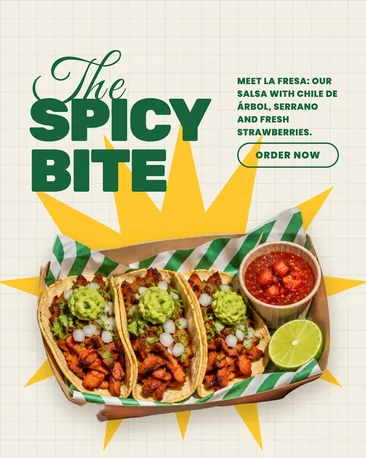 The
SPICY
BITE
MEET LA FRESA: OUR
SALSA WITH CHILE DE
ÁRBOL, SERRANO
AND FRESH
STRAWBERRIES.
ORDER NOW